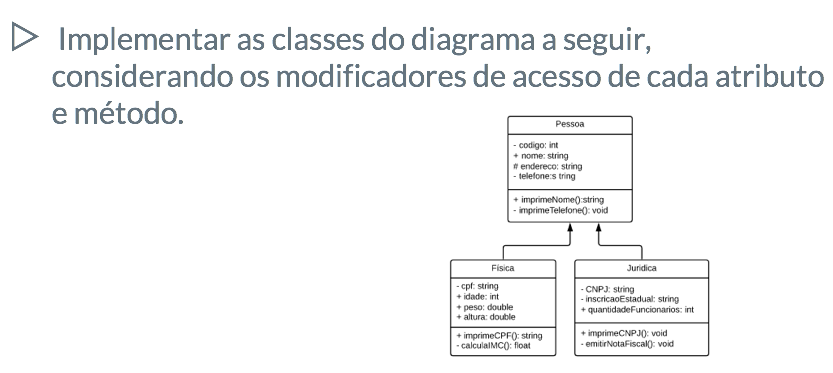 Implementar as classes do diagrama a seguir,
considerando os modificadores de acesso de cada atributo
e método.
Pessoa
- codigo: int
+ nome: string
# endereco: string
- telefone:s tring
+ imprimeNome():string
- imprimeTelefone(): void
Física
- cpf: string
+ idade: int
+ peso: double
+ altura: double
+ imprimeCPF(): string
- calculaIMC(): float
Juridica
- CNPJ: string
- inscricaoEstadual: string
+ quantidadeFuncionarios: int
+ imprimeCNPJ(): void
- emitirNotaFiscal(): void